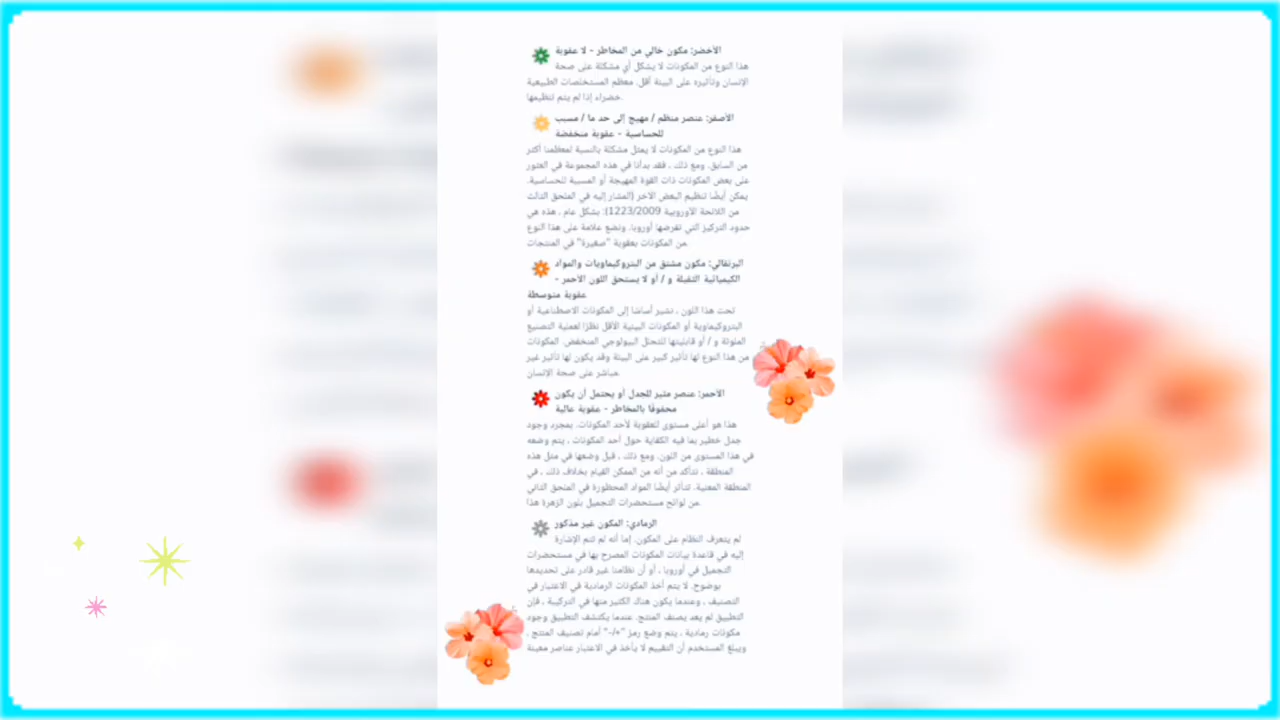 الأخضر: مكون خالي من المخاطر - لا عقوبة
هذا النوع من المكونات لا يشكل أي مشكلة على صحة
الإنسان وتأثيره على البيئة أقل. معظم المستخلصات الطبيعية
خضراء إذا لم يتم تنظيمها.
الأصفر: عنصر منظم / مهيج إلى حد ما / مسبب
للحساسية - عقوبة منخفضة
هذا النوع من المكونات لا يمثل مشكلة بالنسبة لمعظمنا أكثر
من السابق. ومع ذلك ، فقد بدأنا في هذه المجموعة في العثور
على بعض المكونات ذات القوة المهيجة أو المسببة للحساسية.
يمكن أيضًا تنظيم البعض الآخر (المشار إليه في الملحق الثالث
من اللائحة الأوروبية 1223/2009): بشكل عام ، هذه هي
حدود التركيز التي تفرضها أوروبا. ونضع علامة على هذا النوع
من المكونات بعقوبة "صغيرة" في المنتجات.
البرتقالي: مكون مشتق من البتروكيماويات والمواد
الكيميائية الثقيلة و / أو لا يستحق اللون الأحمر -
عقوبة متوسطة
تحت هذا اللون ، نشير أساسًا إلى المكونات الاصطناعية أو
البتروكيماوية أو المكونات البيئية الأقل نظرًا لعملية التصنيع
الملوثة و / أو قابليتها للتحلل البيولوجي المنخفض. المكونات
من هذا النوع لها تأثير كبير على البيئة وقد يكون لها تأثير غير
مباشر على صحة الإنسان.
الأحمر: عنصر مثير للجدل أو يحتمل أن يكون
محفوفًا بالمخاطر - عقوبة عالية
هذا هو أعلى مستوى للعقوبة لأحد المكونات. بمجرد وجود
جدل خطير بما فيه الكفاية حول أحد المكونات ، يتم وضعه
في هذا المستوى من اللون. ومع ذلك ، قبل وضعها في مثل هذه
المنطقة ، نتأكد من أنه من الممكن القيام بخلاف ذلك ، في
المنطقة المعنية. تتأثر أيضًا المواد المحظورة في الملحق الثاني
من لوائح مستحضرات التجميل بلون الزهرة هذا.
الرمادي: المكون غير مذكور
لم يتعرف النظام على المكون. إما أنه لم تتم الإشارة
إليه في قاعدة بيانات المكونات المصرح بها في مستحضرات
التجميل في أوروبا ، أو أن نظامنا غير قادر على تحديدها
بوضوح. لا يتم أخذ المكونات الرمادية في الاعتبار في
التصنيف ، وعندما يكون هناك الكثير منها في التركيبة ، فإن
التطبيق لم يعد يصنف المنتج. عندما يكتشف التطبيق وجود
مكونات رمادية ، يتم وضع رمز "+/-" أمام تصنيف المنتج ،
ويبلغ المستخدم أن التقييم لا يأخذ في الاعتبار عناصر معينة